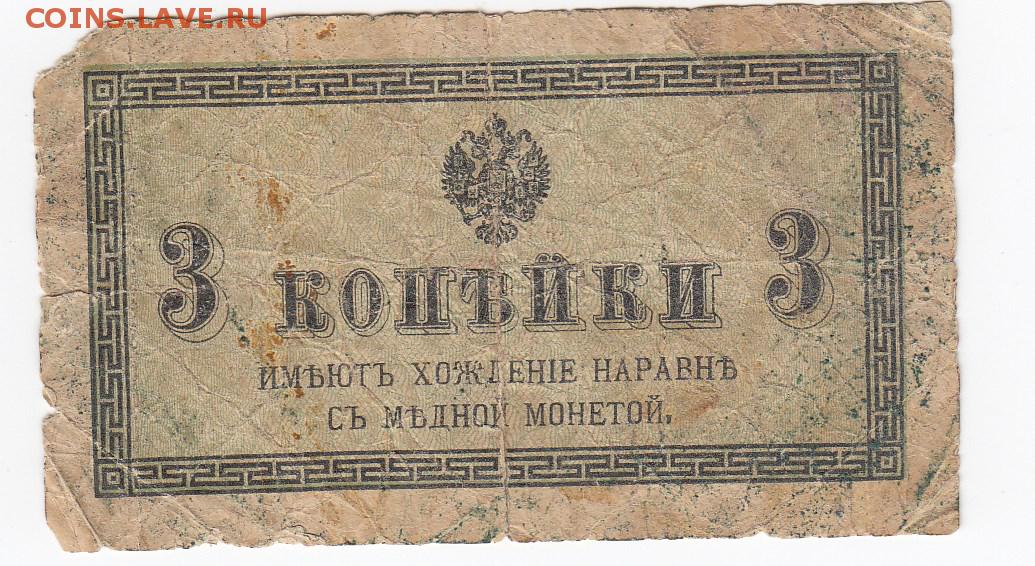 COINS.LAVE.RU
3 КОПѢЙКИ 3
ИМѢЮТЪ ХОЖДЕНІЕ НАРАВНѢ
СЪ МѢДНОЙ МОНЕТОЙ.